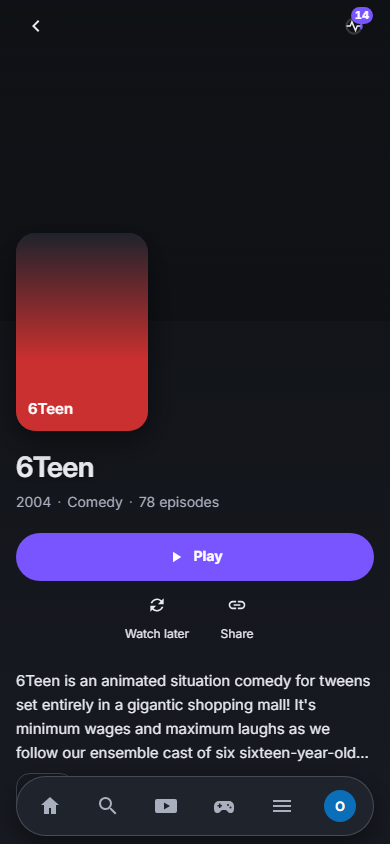 14
6Teen
6Teen
2004 · Comedy · 78 episodes
Play
Watch later
Share
6Teen is an animated situation comedy for tweens
set entirely in a gigantic shopping mall! It's
minimum wages and maximum laughs as we
follow our ensemble cast of six sixteen-year-old...
O